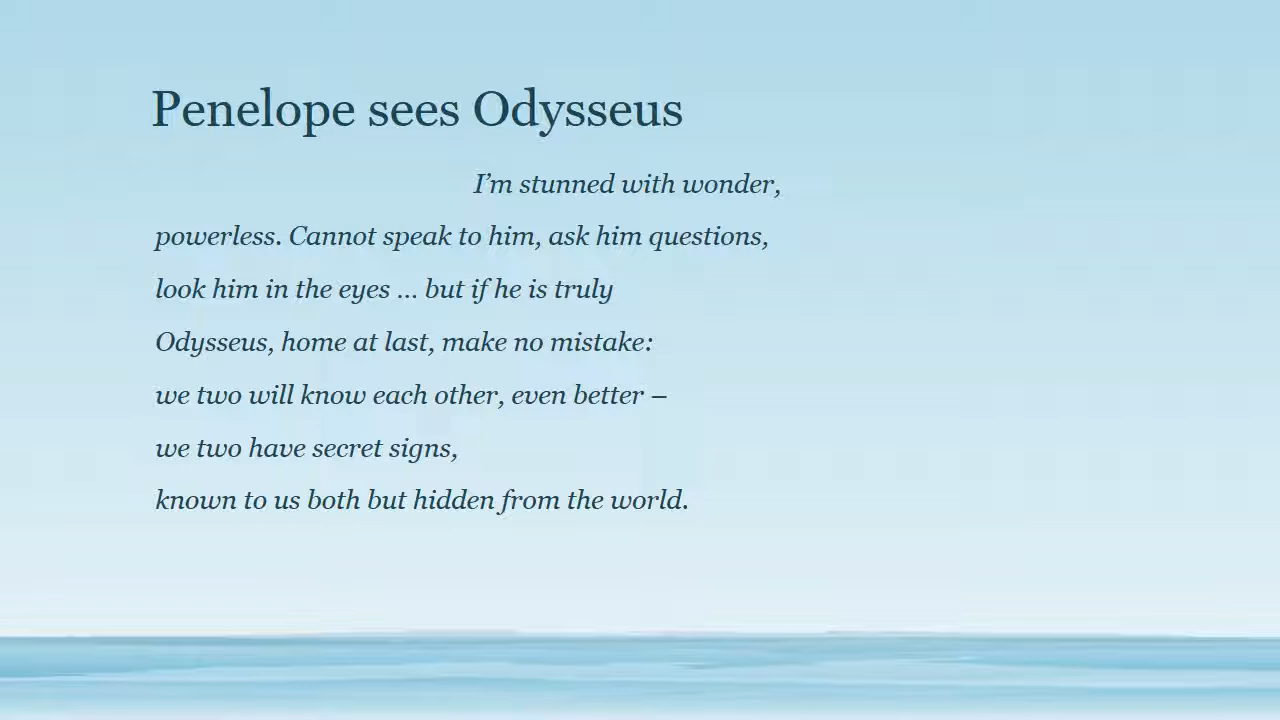 Penelope sees Odysseus
I’m stunned with wonder,
powerless. Cannot speak to him, ask him questions,
look him in the eyes … but if he is truly
Odysseus, home at last, make no mistake:
we two will know each other, even better –
we two have secret signs,
known to us both but hidden from the world.